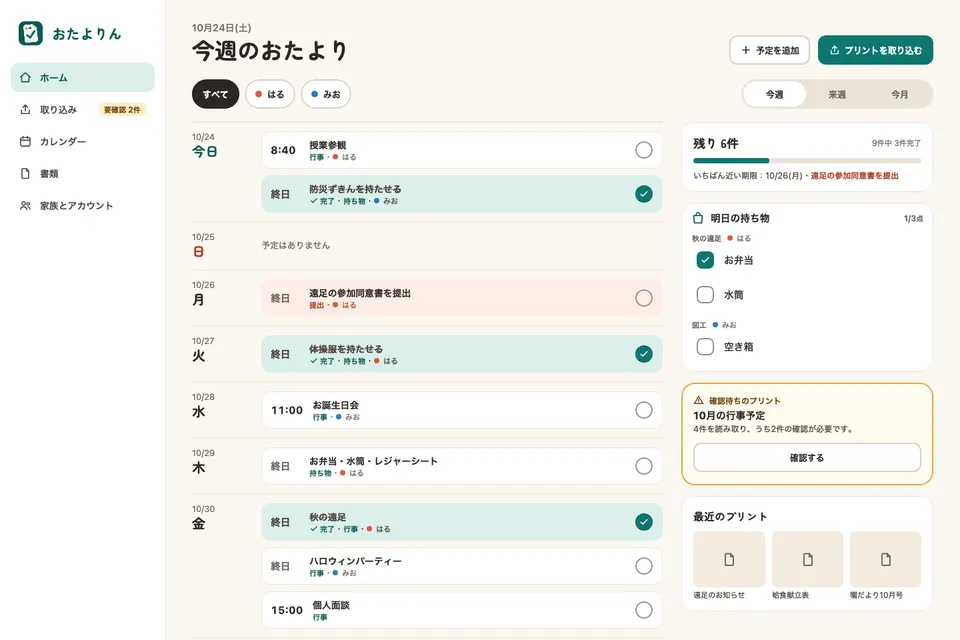 おたよりん
ホーム
取り込み 要確認 2件
カレンダー
書類
家族とアカウント
10月24日(土)
今週のおたより
+ 予定を追加
プリントを取り込む
すべて
はる
みお
今週 来週 今月
10/24
今日
8:40 授業参観
行事・はる
終日 防災ずきんを持たせる
完了・持ち物・みお
10/25
日
予定はありません
10/26
月
終日 遠足の参加同意書を提出
提出・はる
10/27
火
終日 体操服を持たせる
完了・持ち物・はる
10/28
水
11:00 お誕生日会
行事・みお
10/29
木
終日 お弁当・水筒・レジャーシート
持ち物・はる
10/30
金
終日 秋の遠足
完了・行事・はる
終日 ハロウィンパーティー
行事・みお
15:00 個人面談
行事
残り 6件 9件中 3件完了
いちばん近い期限：10/26(月)・遠足の参加同意書を提出
明日の持ち物 1/3点
秋の遠足 はる
お弁当
水筒
図工 みお
空き箱
確認待ちのプリント
10月の行事予定
4件を読み取り、うち2件の確認が必要です。
確認する
最近のプリント
遠足のお知らせ
給食献立表
園だより10月号